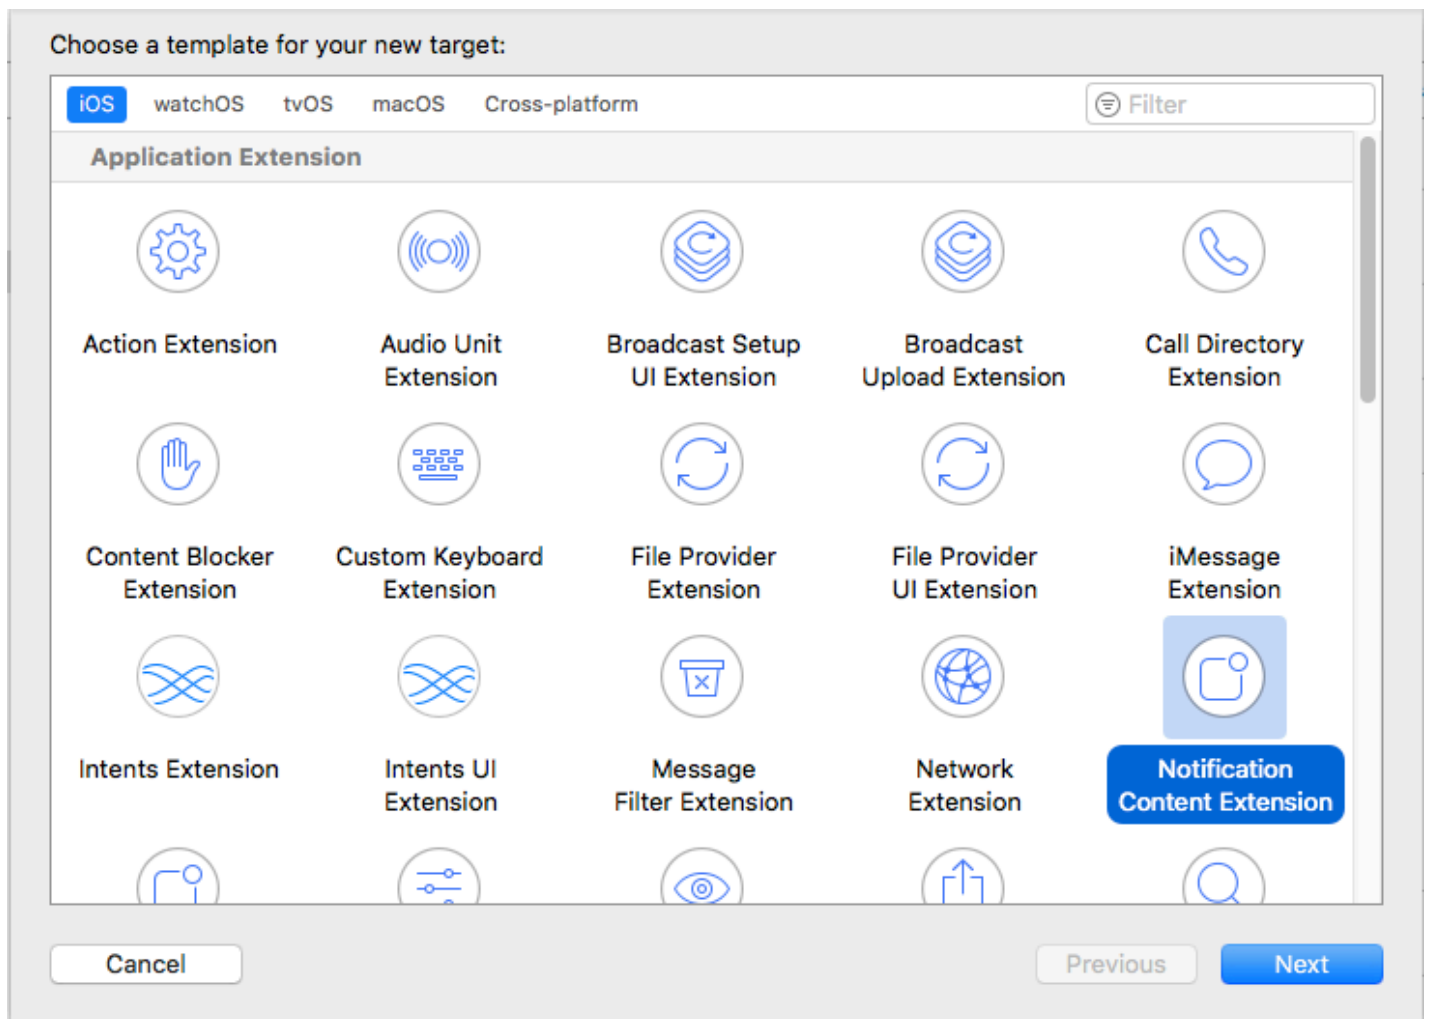 Choose a template for your new target:
iOS watchOS tvOS macOS Cross-platform Filter
Application Extension
Action Extension
Audio Unit
Extension
Broadcast Setup
UI Extension
Broadcast
Upload Extension
Call Directory
Extension
Content Blocker
Extension
Custom Keyboard
Extension
File Provider
Extension
File Provider
UI Extension
iMessage
Extension
Intents Extension
Intents UI
Extension
Message
Filter Extension
Network
Extension
Notification
Content Extension
Cancel Previous Next